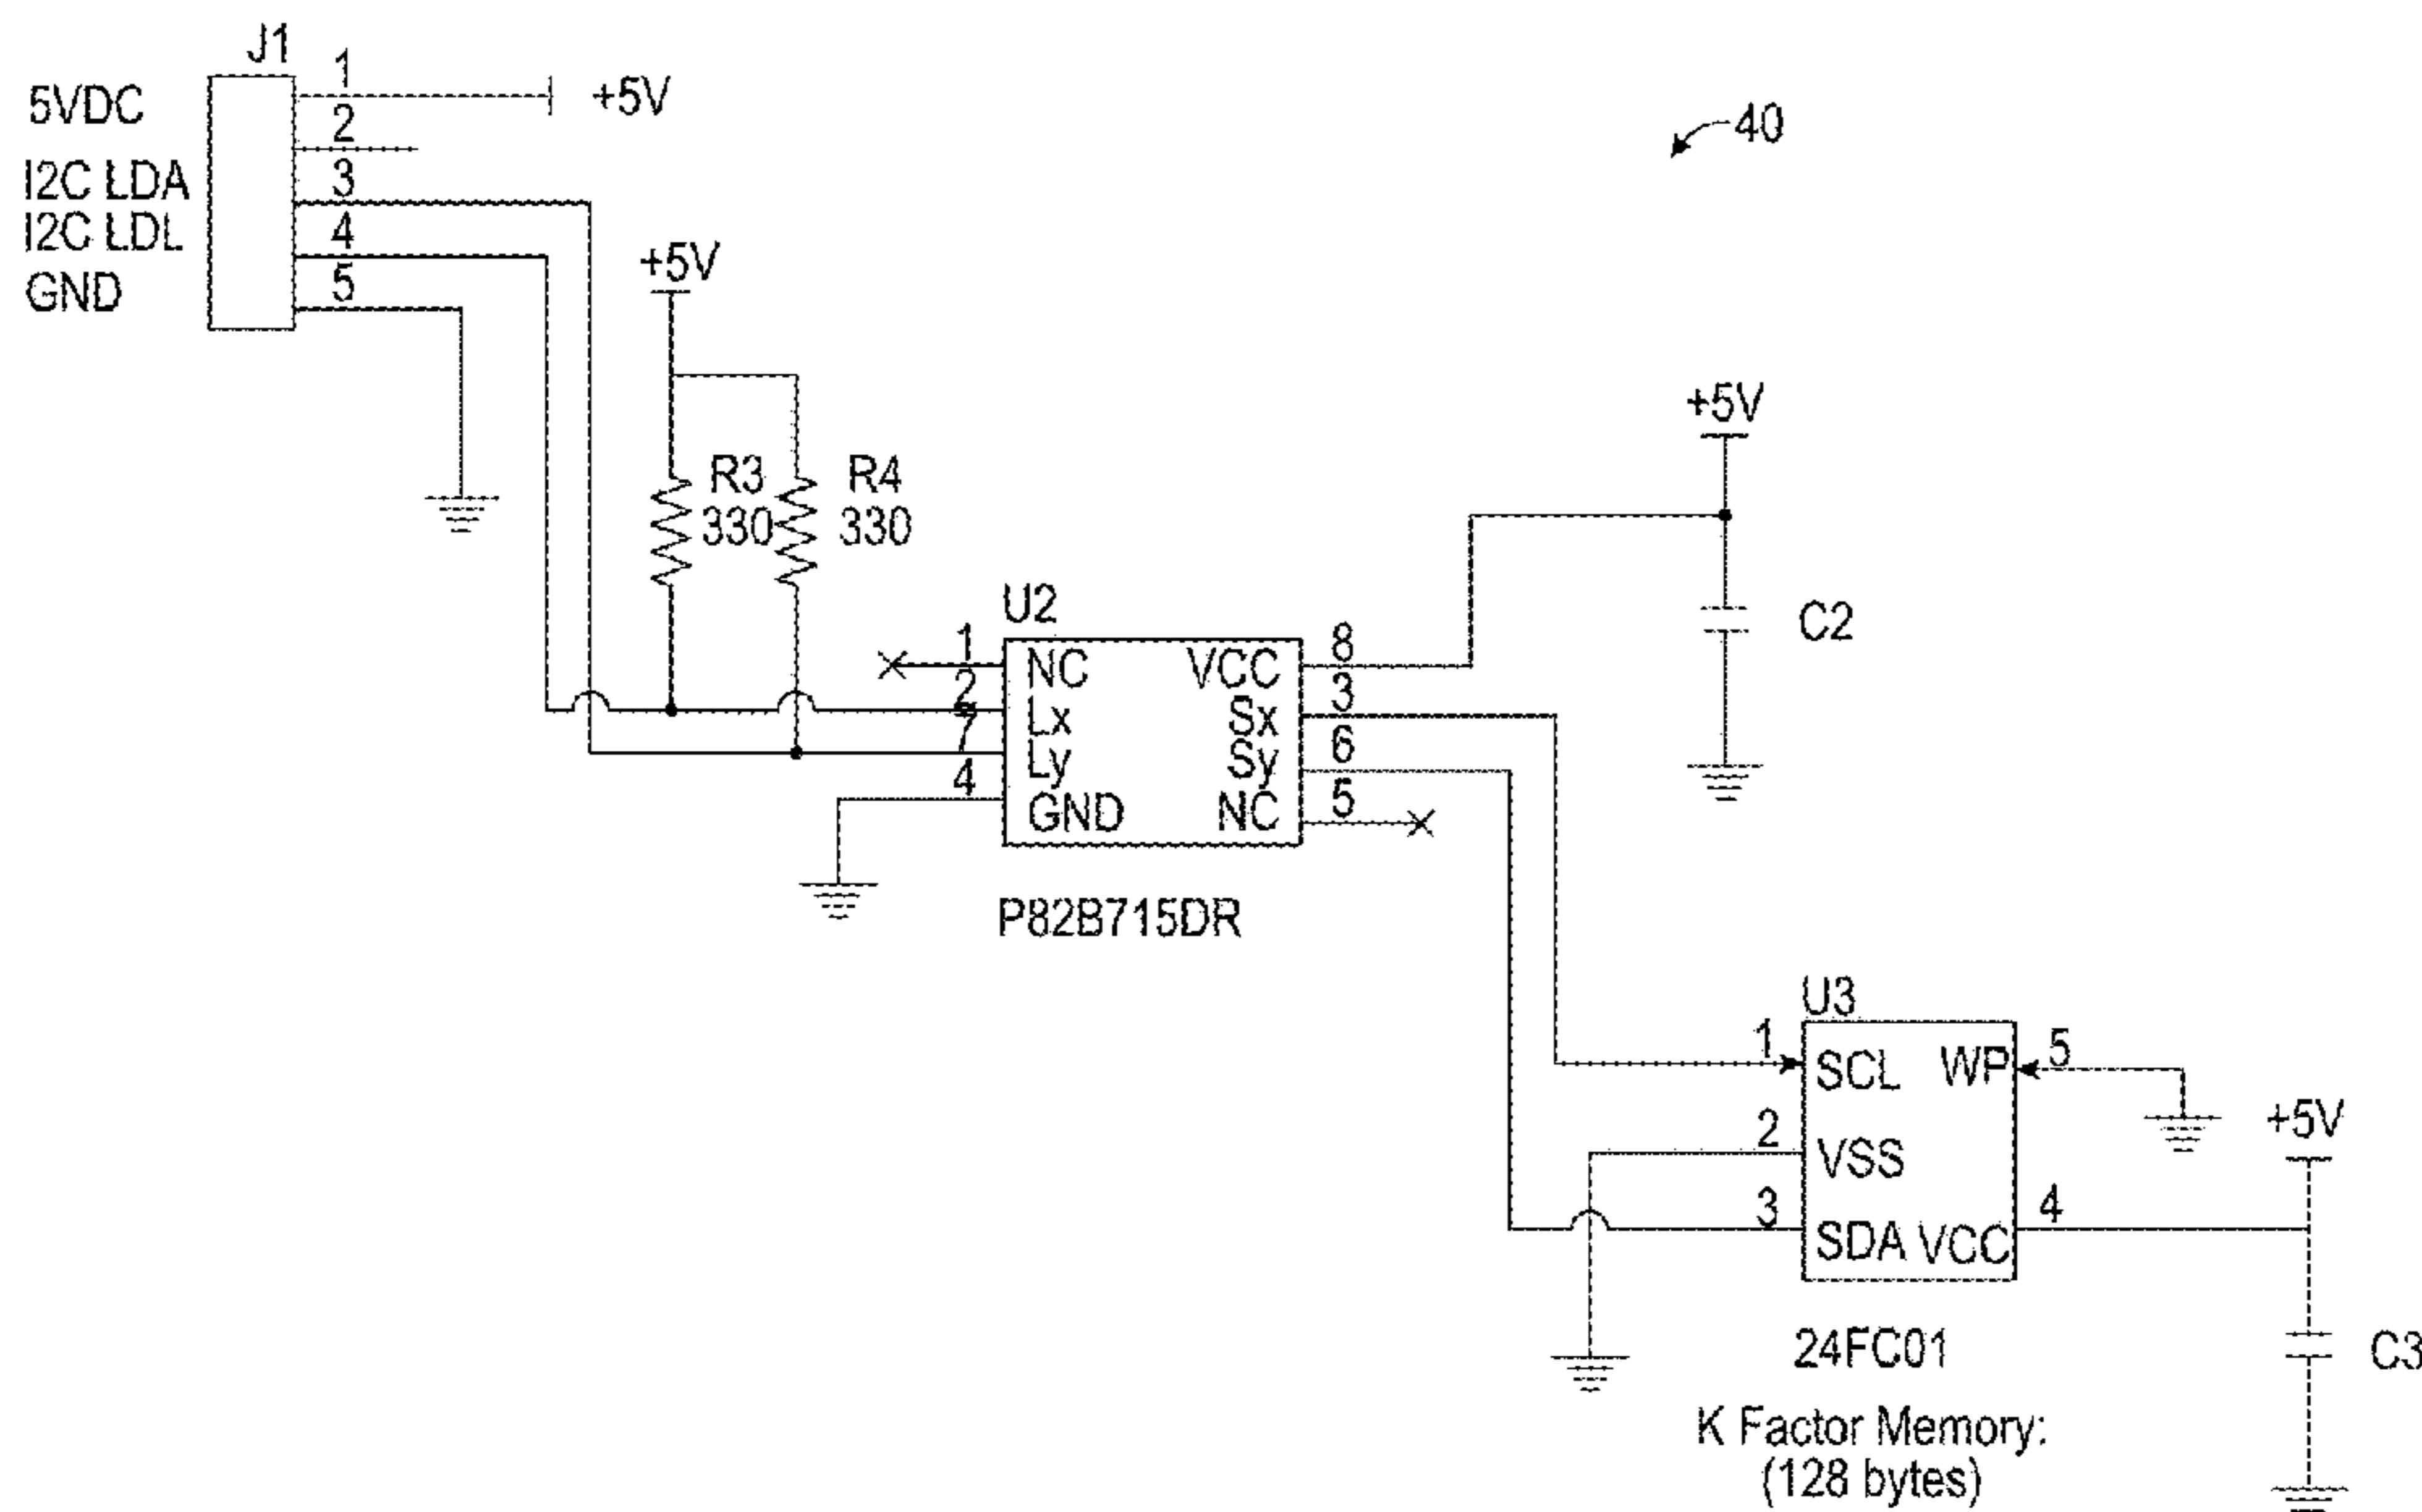 J1
1
5VDC
+5V
2
I2C LDA
3
I2C LDL
4
GND
5
40
+5V
+5V
R3
330
R4
330
C2
U2
1
NC
VCC
8
2
Lx
Sx
3
7
Ly
Sy
6
4
GND
NC
5
P82B715DR
U3
1
SCL
WP
5
2
VSS
+5V
3
SDA
VCC
4
24FC01
C3
K Factor Memory:
(128 bytes)